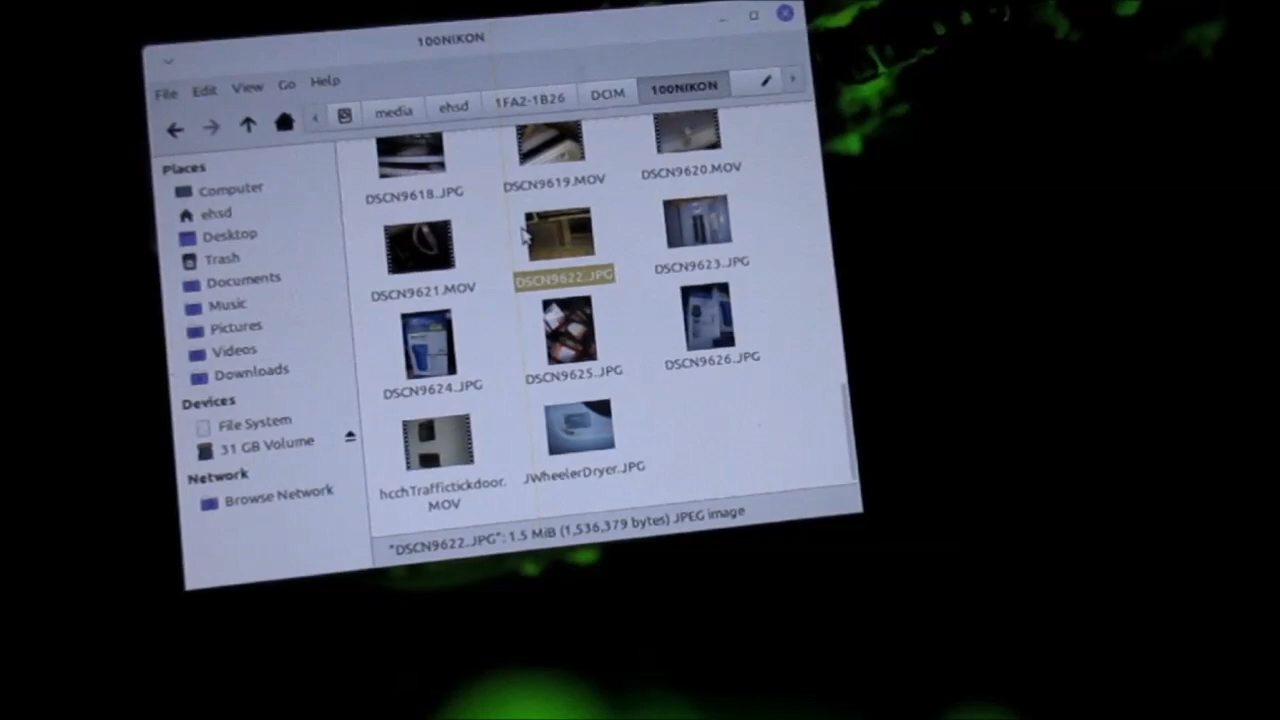 100NIKON
File Edit View Go Help
media ehsd 1FA2-1B26 DCIM 100NIKON
Places
Computer
ehsd
Desktop
Trash
Documents
Music
Pictures
Videos
Downloads
Devices
File System
31 GB Volume
Network
Browse Network
DSCN9618.JPG DSCN9619.MOV DSCN9620.MOV
DSCN9621.MOV DSCN9622.JPG DSCN9623.JPG
DSCN9624.JPG DSCN9625.JPG DSCN9626.JPG
hcchTraffictickdoor.
MOV
JWheelerDryer.JPG
"DSCN9622.JPG": 1.5 MiB (1,536,379 bytes) JPEG image